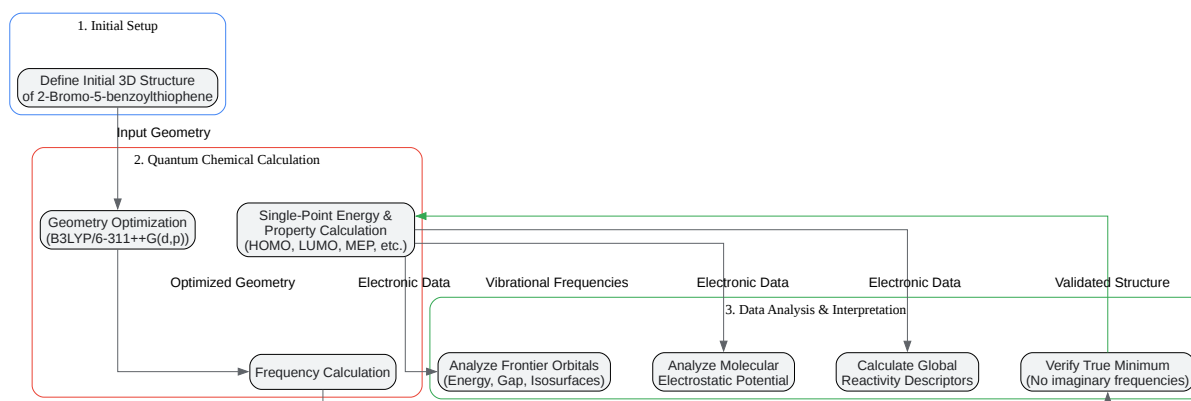 1. Initial Setup
Define Initial 3D Structure
of 2-Bromo-5-benzoylthiophene
Input Geometry
2. Quantum Chemical Calculation
Geometry Optimization
(B3LYP/6-311++G(d,p))
Single-Point Energy &
Property Calculation
(HOMO, LUMO, MEP, etc.)
Optimized Geometry
Electronic Data
Vibrational Frequencies
Electronic Data
Electronic Data
Validated Structure
3. Data Analysis & Interpretation
Frequency Calculation
Analyze Frontier Orbitals
(Energy, Gap, Isosurfaces)
Analyze Molecular
Electrostatic Potential
Calculate Global
Reactivity Descriptors
Verify True Minimum
(No imaginary frequencies)